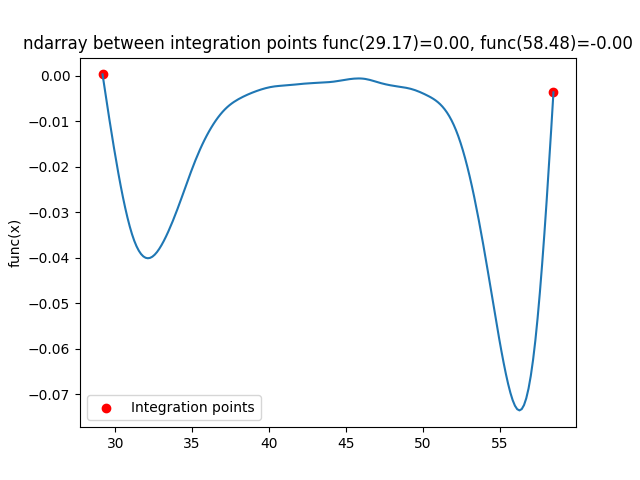 ndarray between integration points func(29.17)=0.00, func(58.48)=-0.00
0.00
−0.01
−0.02
−0.03
−0.04
−0.05
−0.06
−0.07
func(x)
Integration points
30 35 40 45 50 55